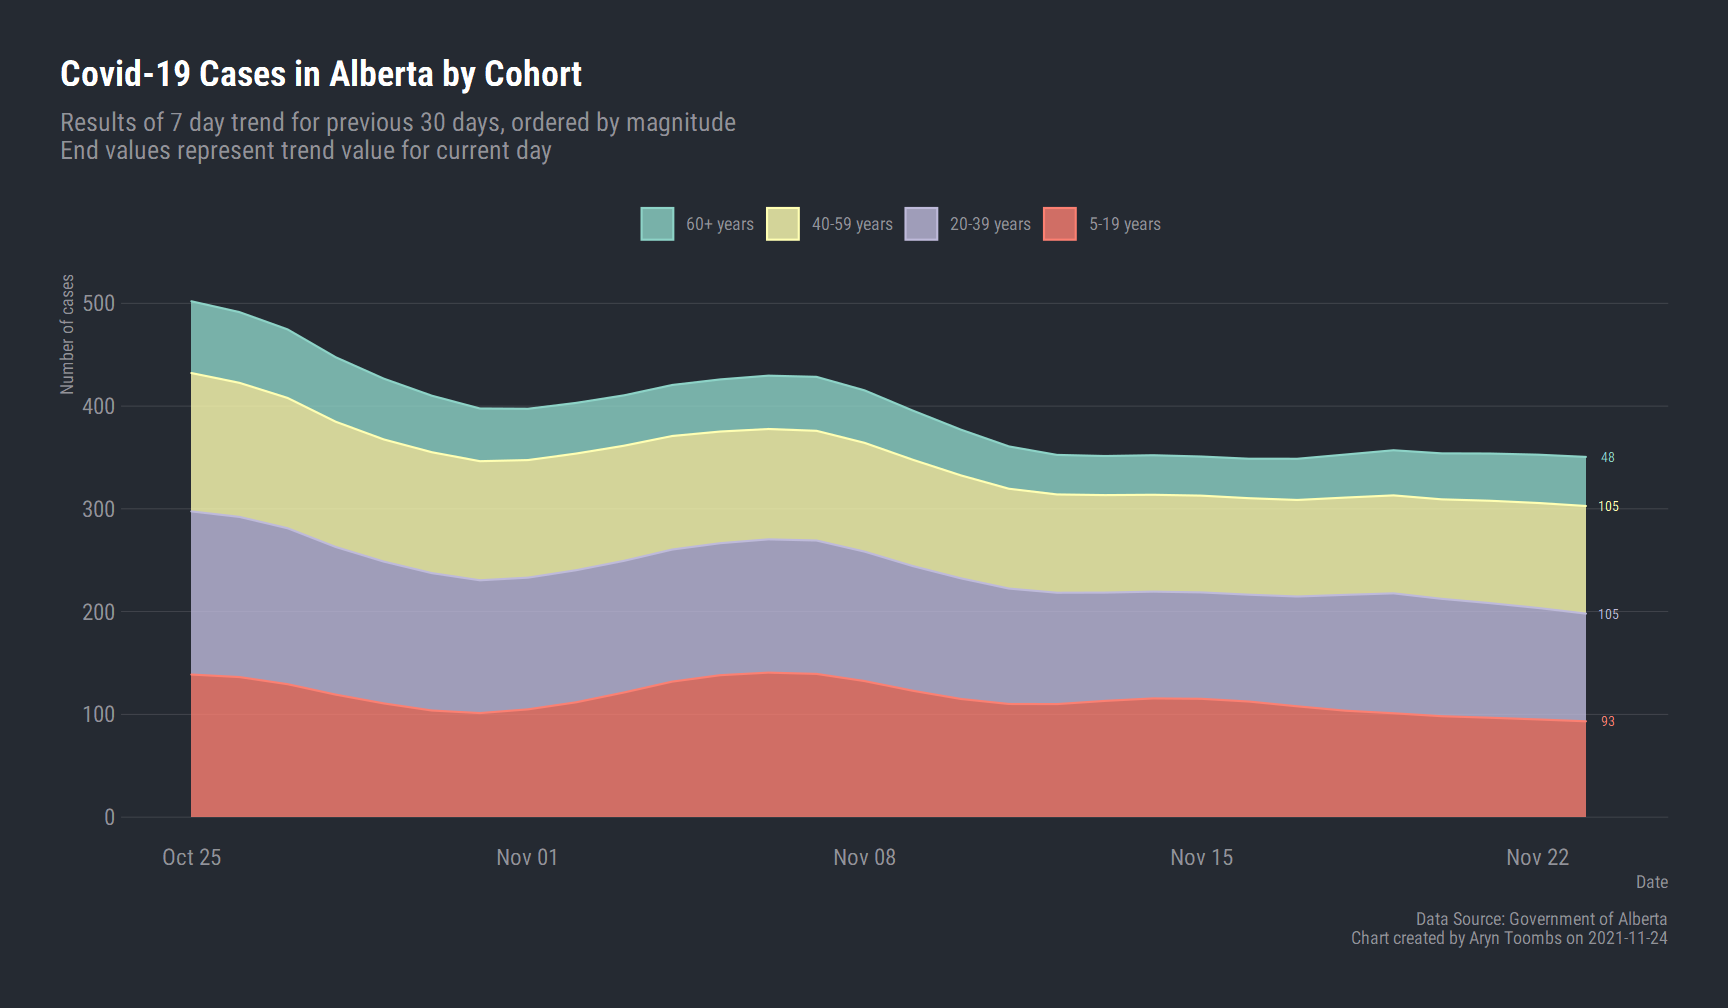 Covid-19 Cases in Alberta by Cohort
Results of 7 day trend for previous 30 days, ordered by magnitude
End values represent trend value for current day
60+ years 40-59 years 20-39 years 5-19 years
Number of cases
500
400
300
200
100
0
48
105
105
93
Oct 25 Nov 01 Nov 08 Nov 15 Nov 22
Date
Data Source: Government of Alberta
Chart created by Aryn Toombs on 2021-11-24